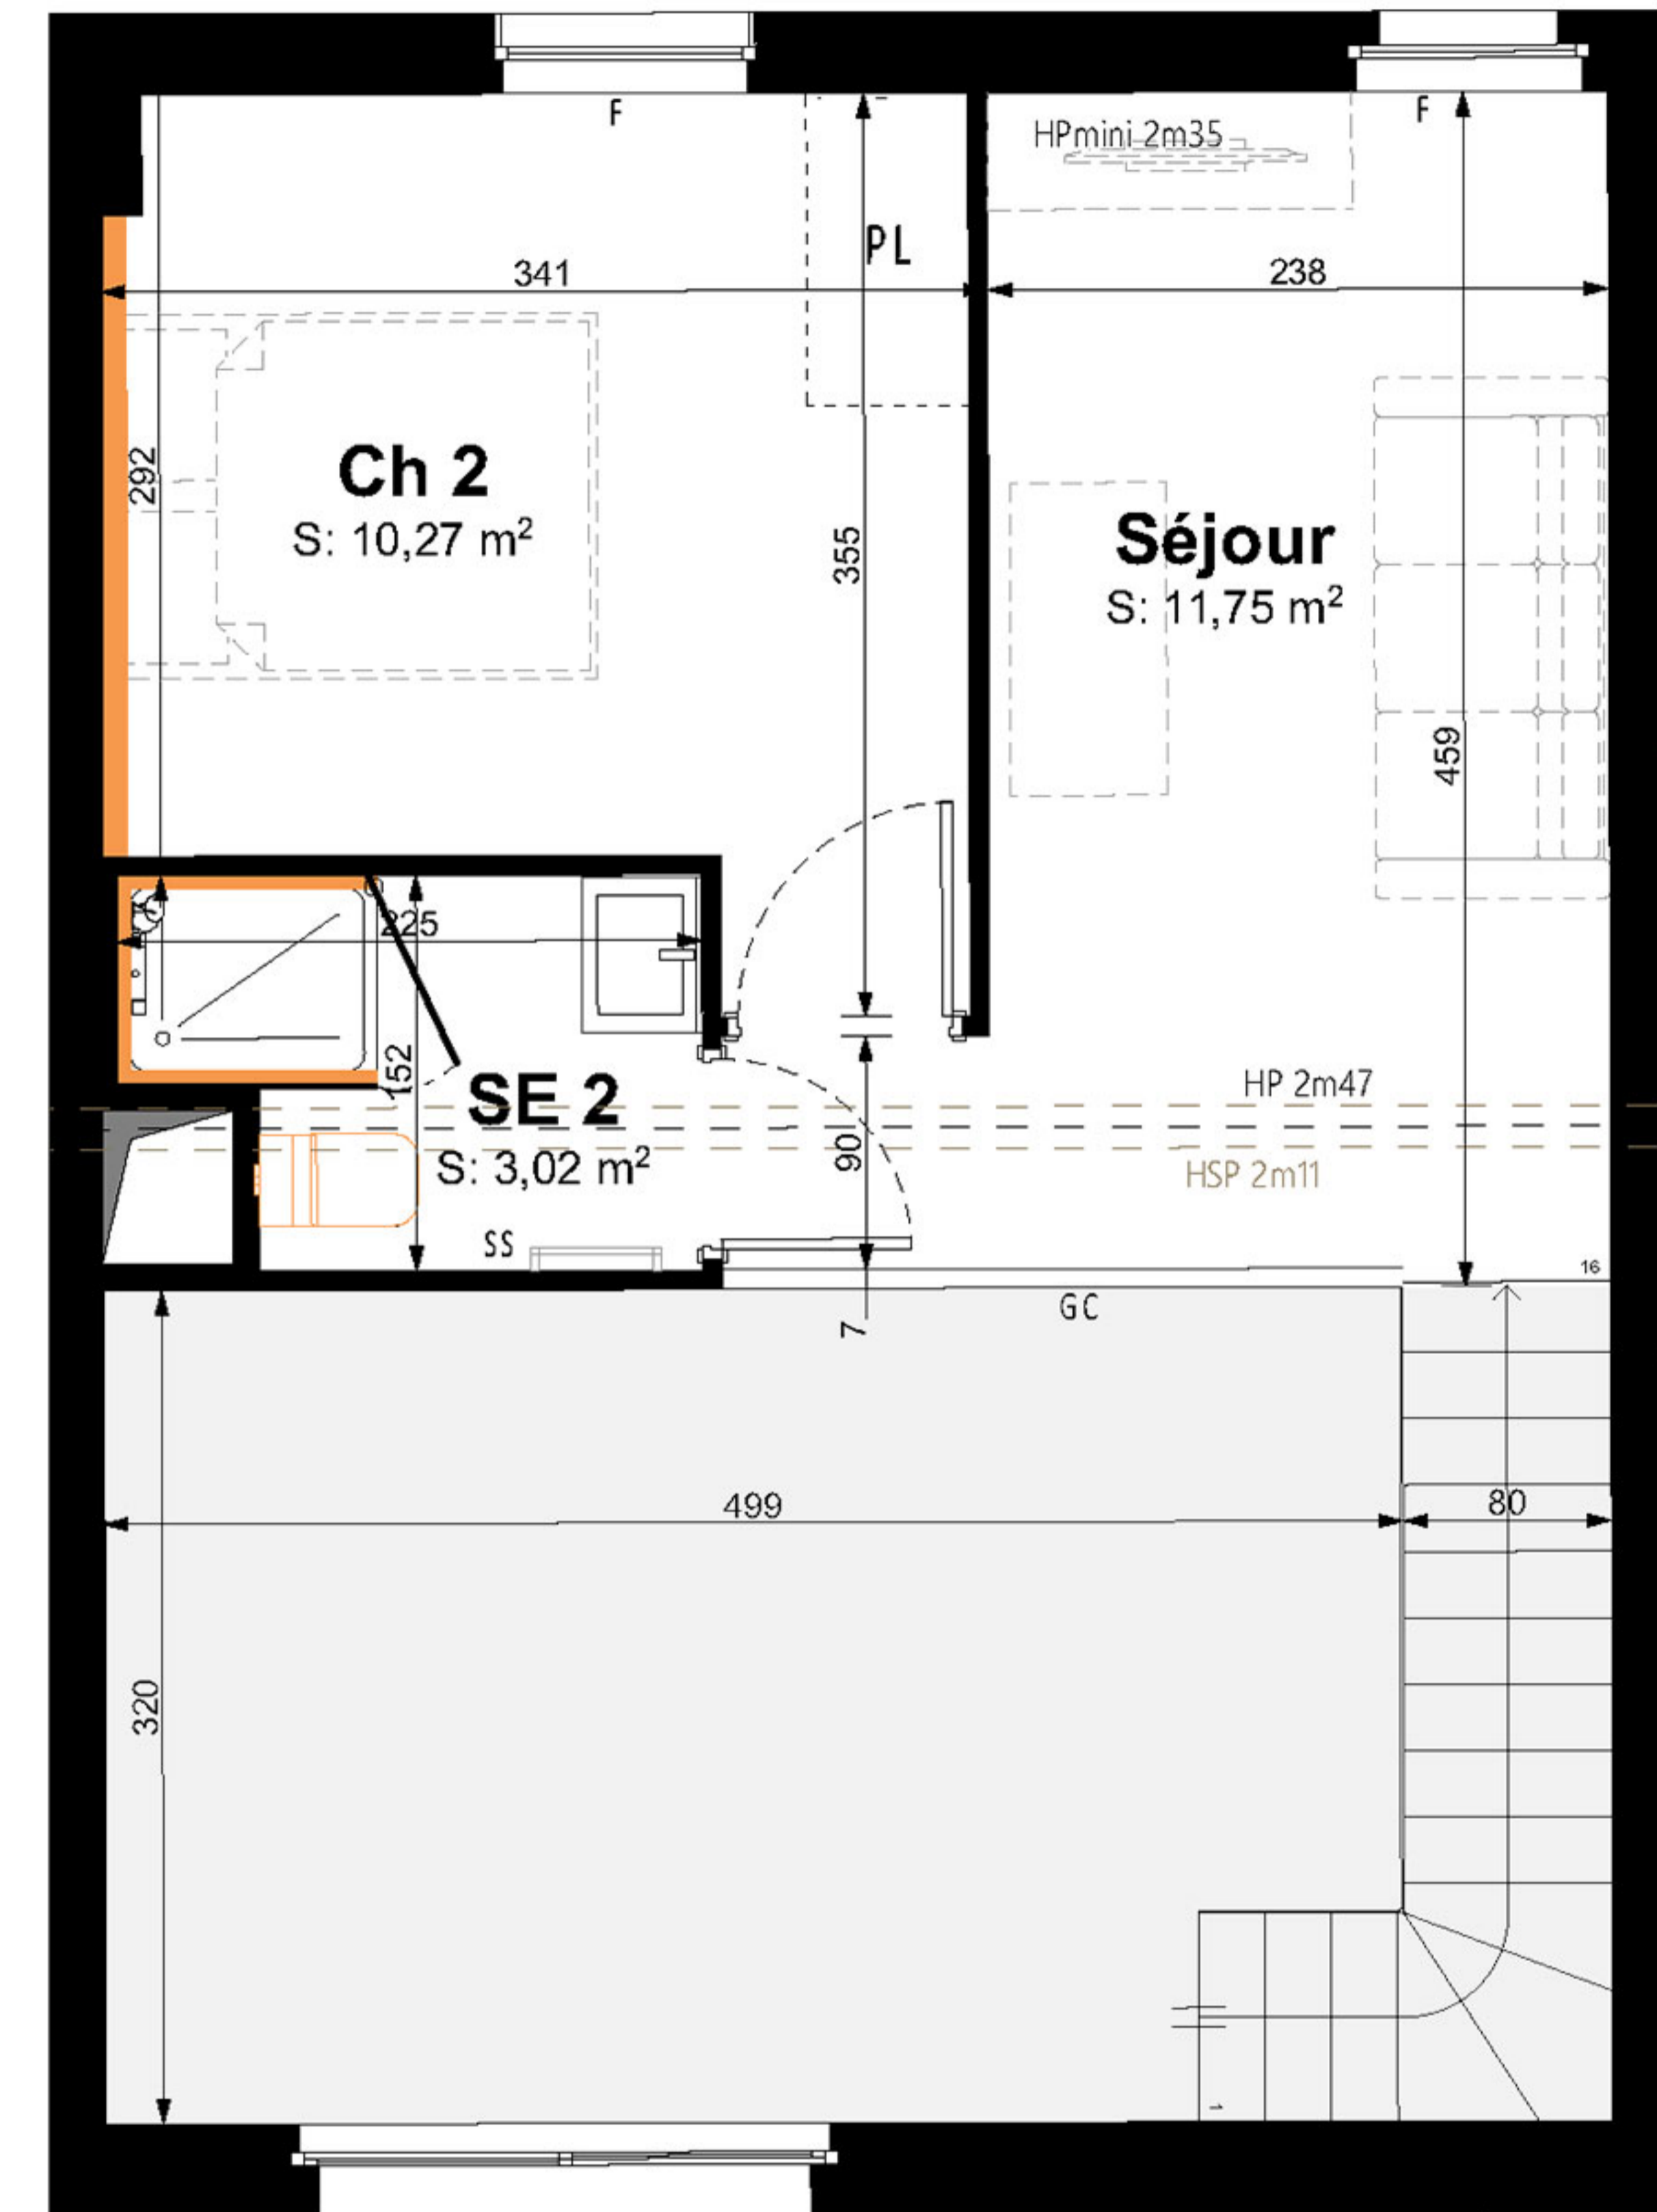 F
F
HPmini 2m35
PL
341
238
292
Ch 2
S: 10,27 m²
355
Séjour
S: 11,75 m²
459
225
152
SE 2
S: 3,02 m²
HP 2m47
90
HSP 2m11
SS
16
GC
7
499
80
320
1